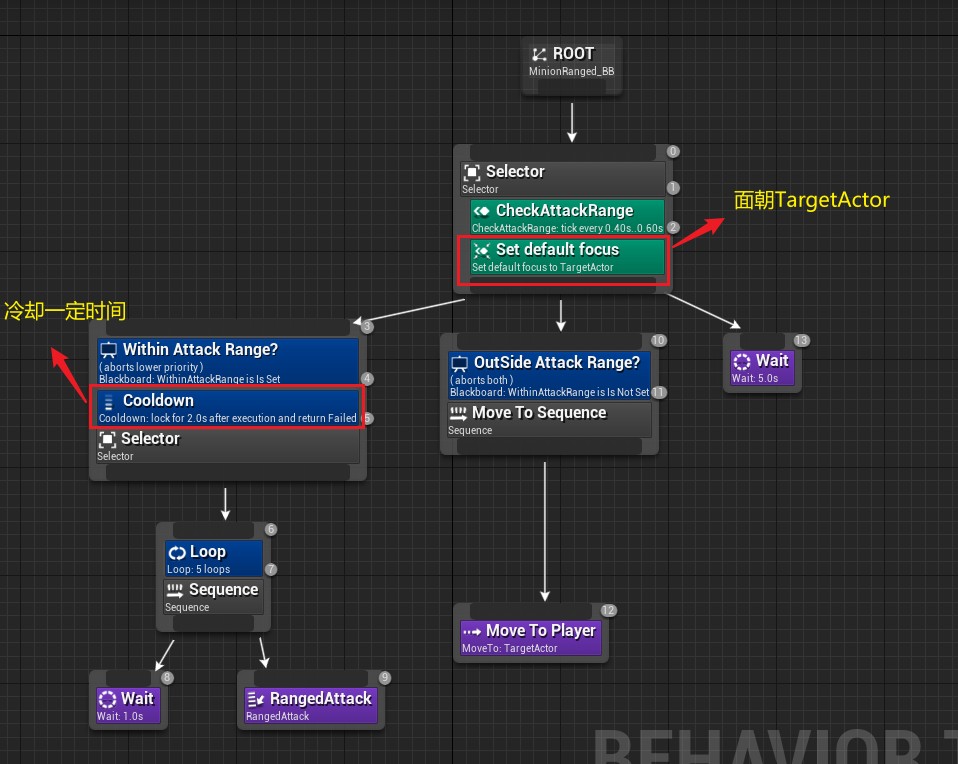 ROOT
MinionRanged_BB
0
Selector
Selector
1
CheckAttackRange
CheckAttackRange: tick every 0.40s..0.60s
2
Set default focus
Set default focus to TargetActor
面朝TargetActor
冷却一定时间
3
Within Attack Range?
( aborts lower priority )
Blackboard: WithinAttackRange is Is Set
4
Cooldown
Cooldown: lock for 2.0s after execution and return Failed
5
Selector
Selector
10
OutSide Attack Range?
( aborts both )
Blackboard: WithinAttackRange is Is Not Set
11
Move To Sequence
Sequence
13
Wait
Wait: 5.0s
6
Loop
Loop: 5 loops
7
Sequence
Sequence
12
Move To Player
MoveTo: TargetActor
8
Wait
Wait: 1.0s
9
RangedAttack
RangedAttack
BEHAVIOR T